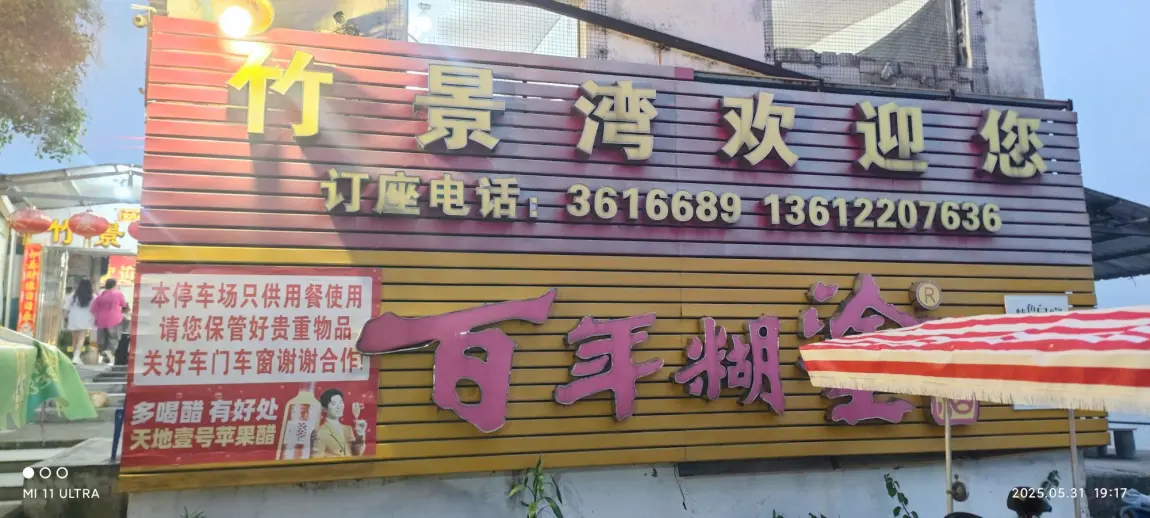 竹景湾欢迎您
订座电话：3616689 13612207636
竹景
本停车场只供用餐使用
请您保管好贵重物品
关好车门车窗谢谢合作!
百年糊涂®
多喝醋 有好处
天地壹号苹果醋
MI 11 ULTRA
2025.05.31 19:17